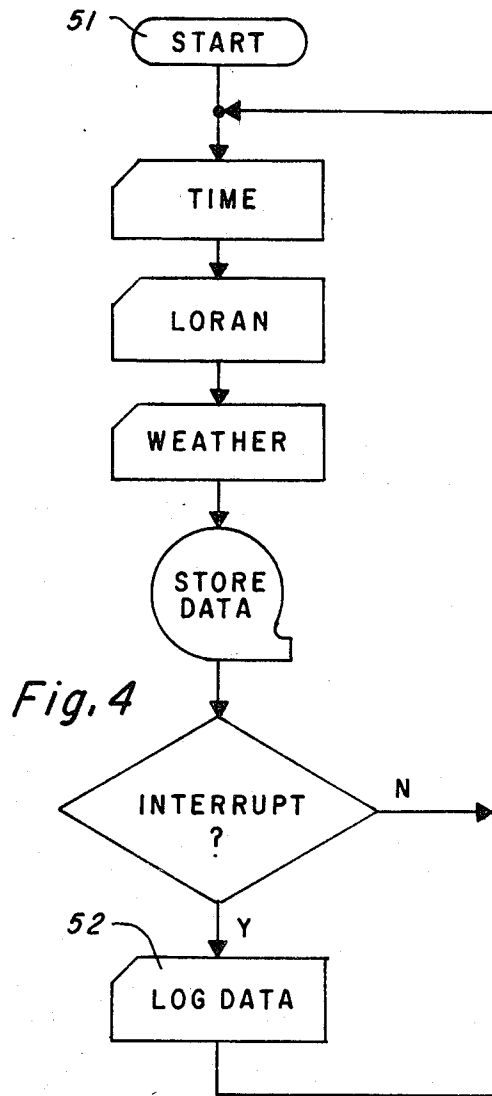 51
START
TIME
LORAN
WEATHER
STORE
DATA
Fig. 4
INTERRUPT
?
N
Y
52
LOG DATA